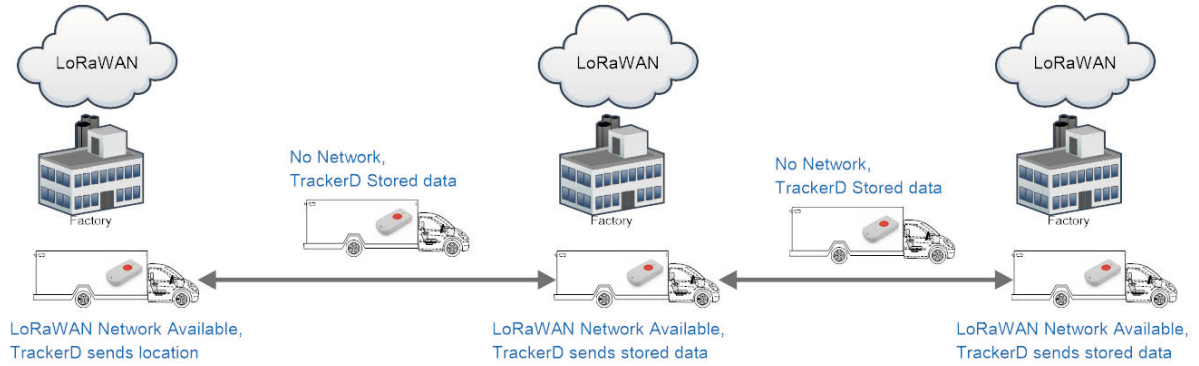 LoRaWAN
LoRaWAN
LoRaWAN
No Network,
TrackerD Stored data
No Network,
TrackerD Stored data
Factory
Factory
Factory
LoRaWAN Network Available,
TrackerD sends location
LoRaWAN Network Available,
TrackerD sends stored data
LoRaWAN Network Available,
TrackerD sends stored data